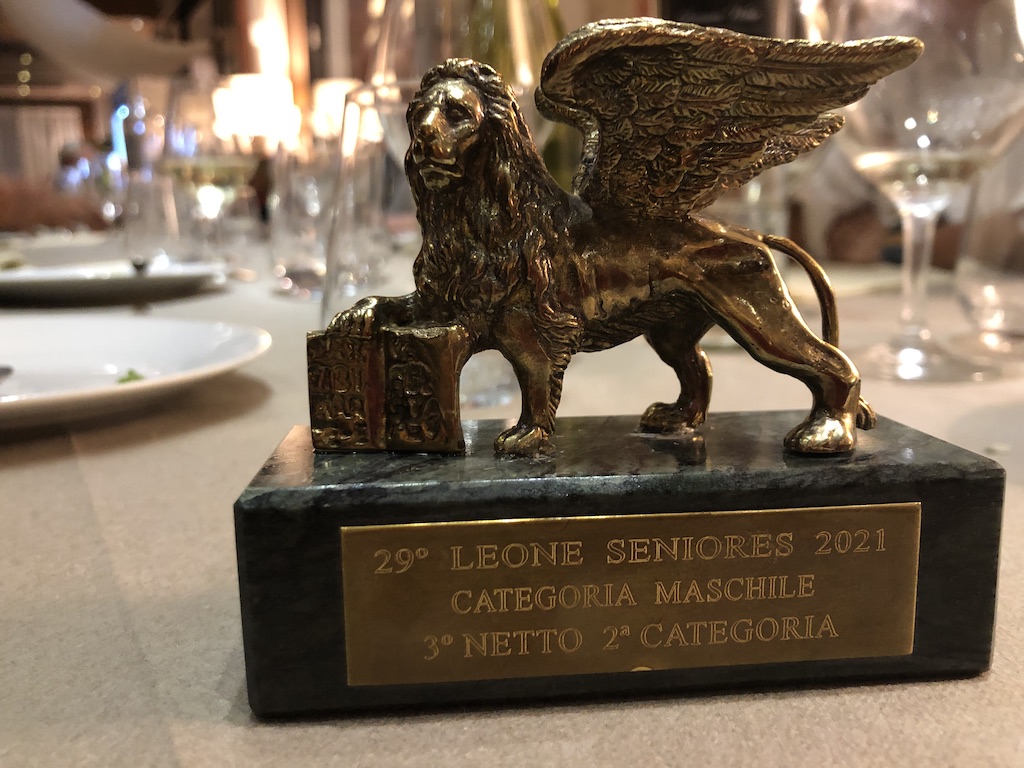 29° LEONE SENIORES 2021
CATEGORIA MASCHILE
3° NETTO 2ª CATEGORIA